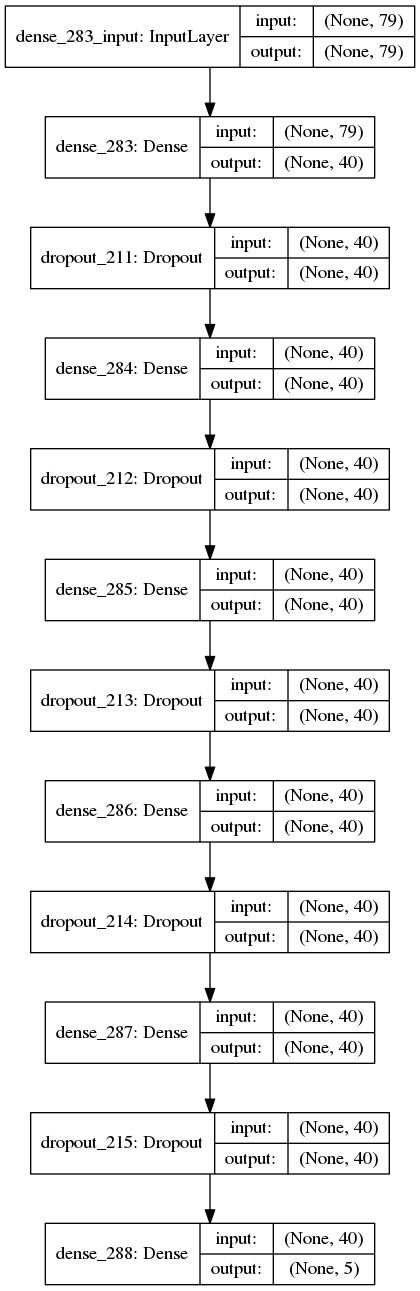 dense_283_input: InputLayer
input: (None, 79)
output: (None, 79)
dense_283: Dense
input: (None, 79)
output: (None, 40)
dropout_211: Dropout
input: (None, 40)
output: (None, 40)
dense_284: Dense
input: (None, 40)
output: (None, 40)
dropout_212: Dropout
input: (None, 40)
output: (None, 40)
dense_285: Dense
input: (None, 40)
output: (None, 40)
dropout_213: Dropout
input: (None, 40)
output: (None, 40)
dense_286: Dense
input: (None, 40)
output: (None, 40)
dropout_214: Dropout
input: (None, 40)
output: (None, 40)
dense_287: Dense
input: (None, 40)
output: (None, 40)
dropout_215: Dropout
input: (None, 40)
output: (None, 40)
dense_288: Dense
input: (None, 40)
output: (None, 5)